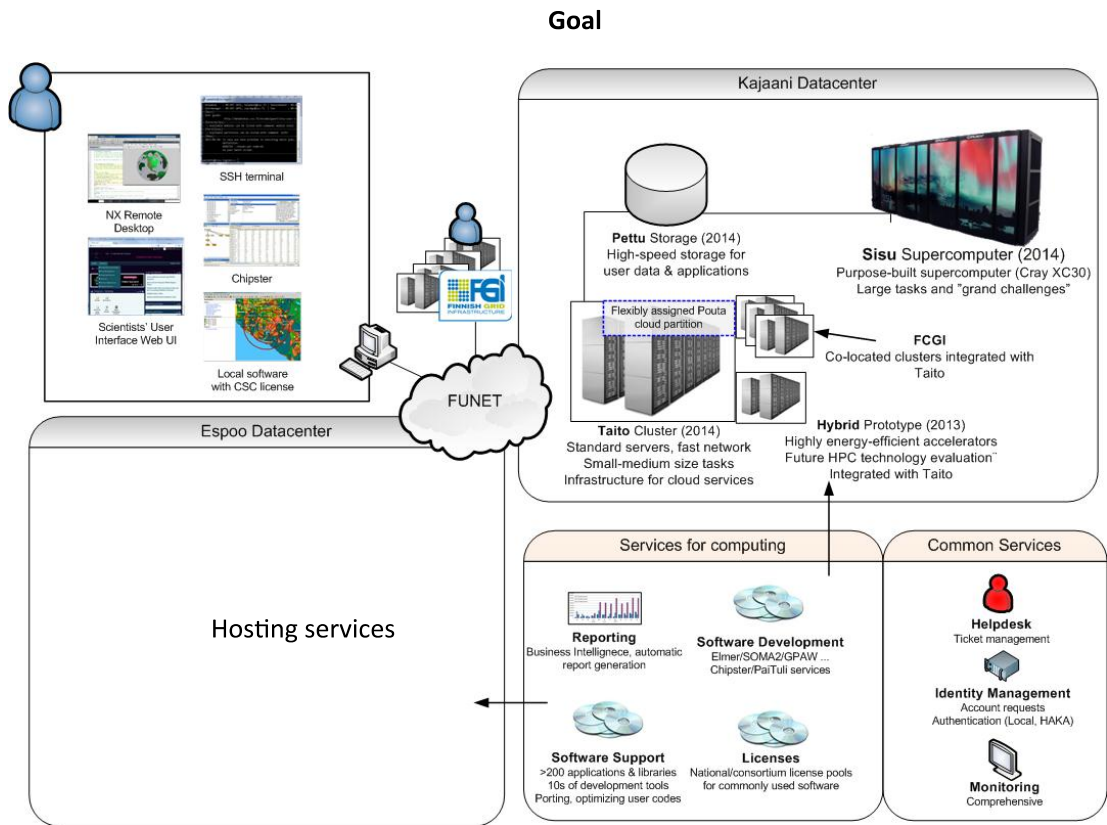 Goal
NX Remote
Desktop
SSH terminal
Scientists' User
Interface Web UI
Chipster
Local software
with CSC license
FGi
FINNISH GRID
INFRASTRUCTURE
FUNET
Kajaani Datacenter
Pettu Storage (2014)
High-speed storage for
user data & applications
Sisu Supercomputer (2014)
Purpose-built supercomputer (Cray XC30)
Large tasks and "grand challenges"
Flexibly assigned Pouta
cloud partition
FCGI
Co-located clusters integrated with
Taito
Taito Cluster (2014)
Standard servers, fast network
Small-medium size tasks
Infrastructure for cloud services
Hybrid Prototype (2013)
Highly energy-efficient accelerators
Future HPC technology evaluation¨
Integrated with Taito
Espoo Datacenter
Hosting services
Services for computing
Reporting
Business Intellignece, automatic
report generation
Software Development
Elmer/SOMA2/GPAW ...
Chipster/PaiTuli services
Software Support
>200 applications & libraries
10s of development tools
Porting, optimizing user codes
Licenses
National/consortium license pools
for commonly used software
Common Services
Helpdesk
Ticket management
Identity Management
Account requests
Authentication (Local, HAKA)
Monitoring
Comprehensive